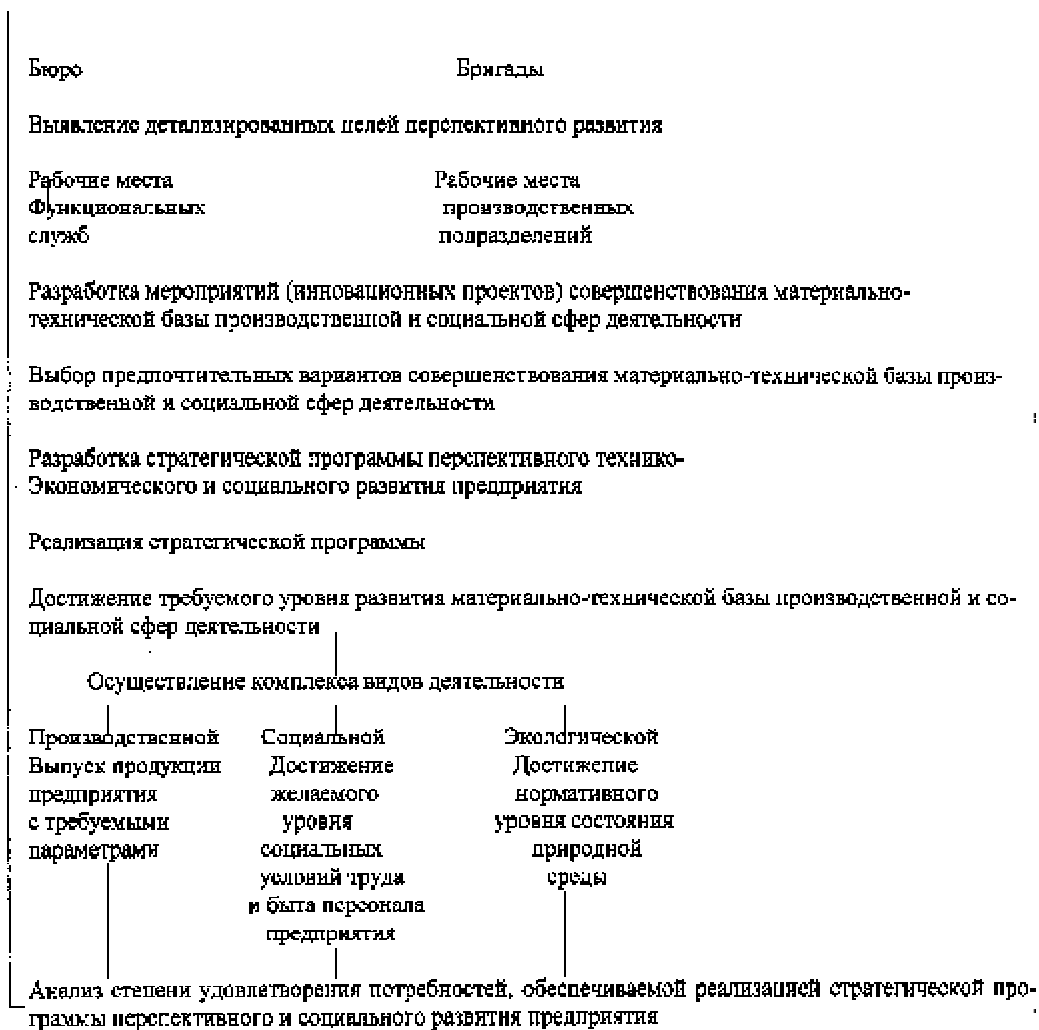 Бюро Бригады
Выявление детализированных целей перспективного развития
Рабочие места Рабочие места
Функциональных производственных
служб подразделений
Разработка мероприятий (инновационных проектов) совершенствования материально-
технической базы производственной и социальной сфер деятельности
Выбор предпочтительных вариантов совершенствования материально-технической базы произ-
водственной и социальной сфер деятельности
Разработка стратегической программы перспективного технико-
Экономического и социального развития предприятия
Реализация стратегической программы
Достижение требуемого уровня развития материально-технической базы производственной и со-
циальной сфер деятельности
Осуществление комплекса видов деятельности
Производственной Социальной Экологической
Выпуск продукции Достижение Достижение
предприятия желаемого нормативного
с требуемыми уровня уровня состояния
параметрами социальных природной
условий труда среды
и быта персонала
предприятия
Анализ степени удовлетворения потребностей, обеспечиваемой реализацией стратегической про-
граммы перспективного и социального развития предприятия